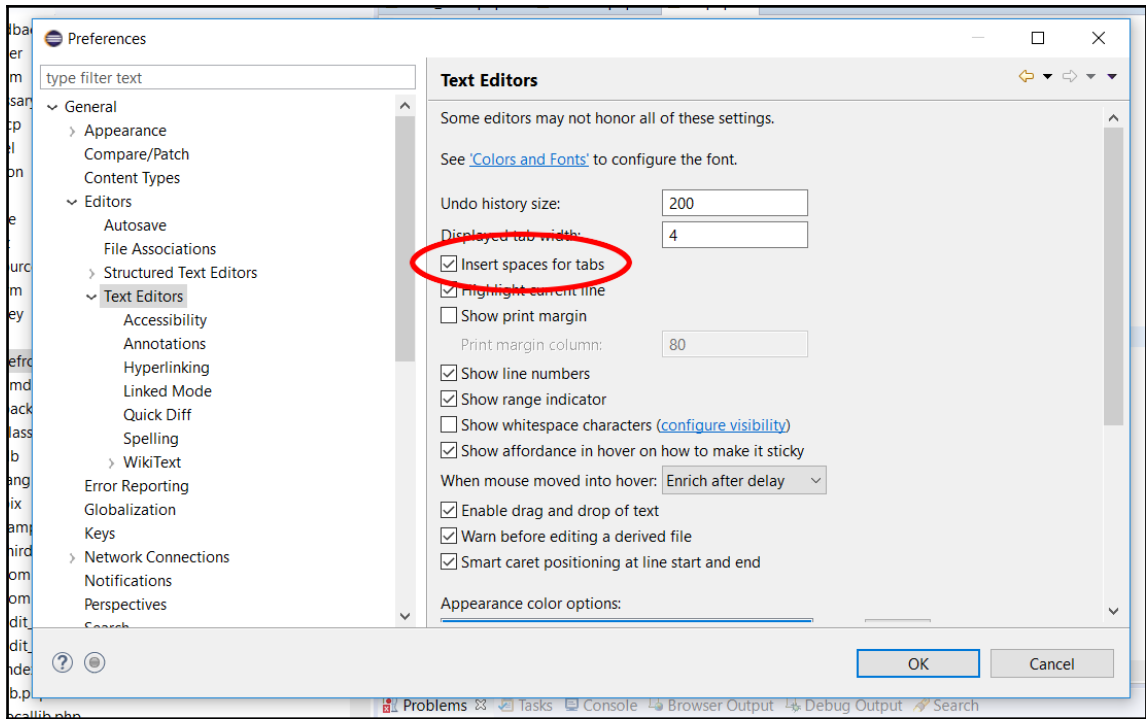 Preferences
type filter text
General
Appearance
Compare/Patch
Content Types
Editors
Autosave
File Associations
Structured Text Editors
Text Editors
Accessibility
Annotations
Hyperlinking
Linked Mode
Quick Diff
Spelling
WikiText
Error Reporting
Globalization
Keys
Network Connections
Notifications
Perspectives
Search
Text Editors
Some editors may not honor all of these settings.
See 'Colors and Fonts' to configure the font.
Undo history size: 200
Displayed tab width: 4
Insert spaces for tabs
Highlight current line
Show print margin
Print margin column: 80
Show line numbers
Show range indicator
Show whitespace characters (configure visibility)
Show affordance in hover on how to make it sticky
When mouse moved into hover: Enrich after delay
Enable drag and drop of text
Warn before editing a derived file
Smart caret positioning at line start and end
Appearance color options:
OK Cancel
Problems Tasks Console Browser Output Debug Output Search